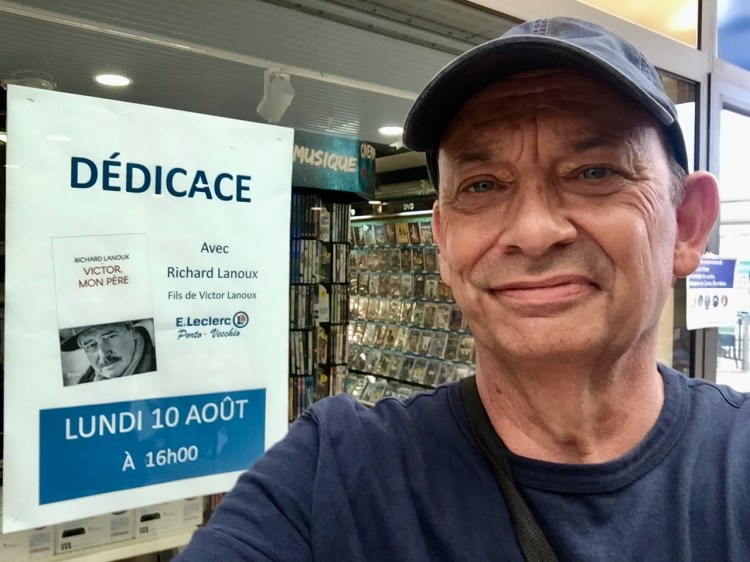 DÉDICACE
RICHARD LANOUX
VICTOR,
MON PÈRE
Avec
Richard Lanoux
Fils de Victor Lanoux
E.Leclerc L
Porto-Vecchio
LUNDI 10 AOÛT
À 16h00
MUSIQUE
DVD